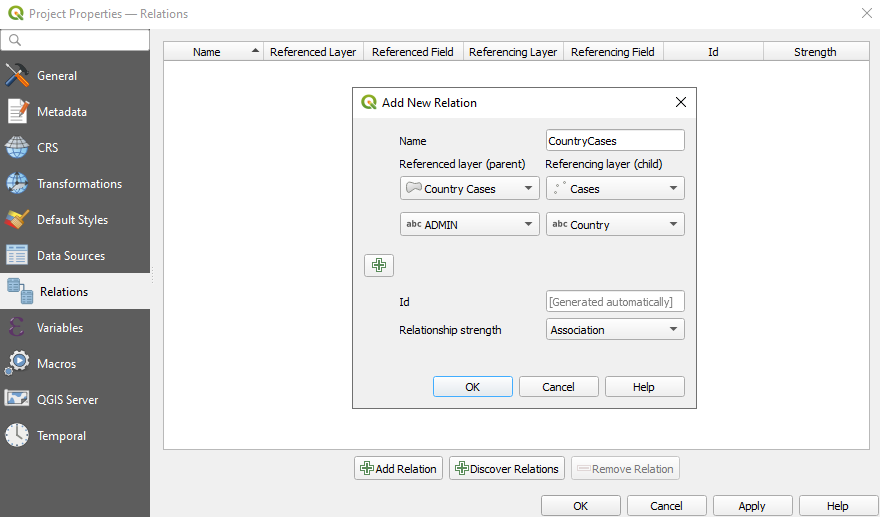 Project Properties — Relations
Name Referenced Layer Referenced Field Referencing Layer Referencing Field Id Strength
General
Metadata
CRS
Transformations
Default Styles
Data Sources
Relations
Variables
Macros
QGIS Server
Temporal
Add New Relation
Name CountryCases
Referenced layer (parent) Referencing layer (child)
Country Cases Cases
abc ADMIN abc Country
Id [Generated automatically]
Relationship strength Association
OK Cancel Help
Add Relation Discover Relations Remove Relation
OK Cancel Apply Help